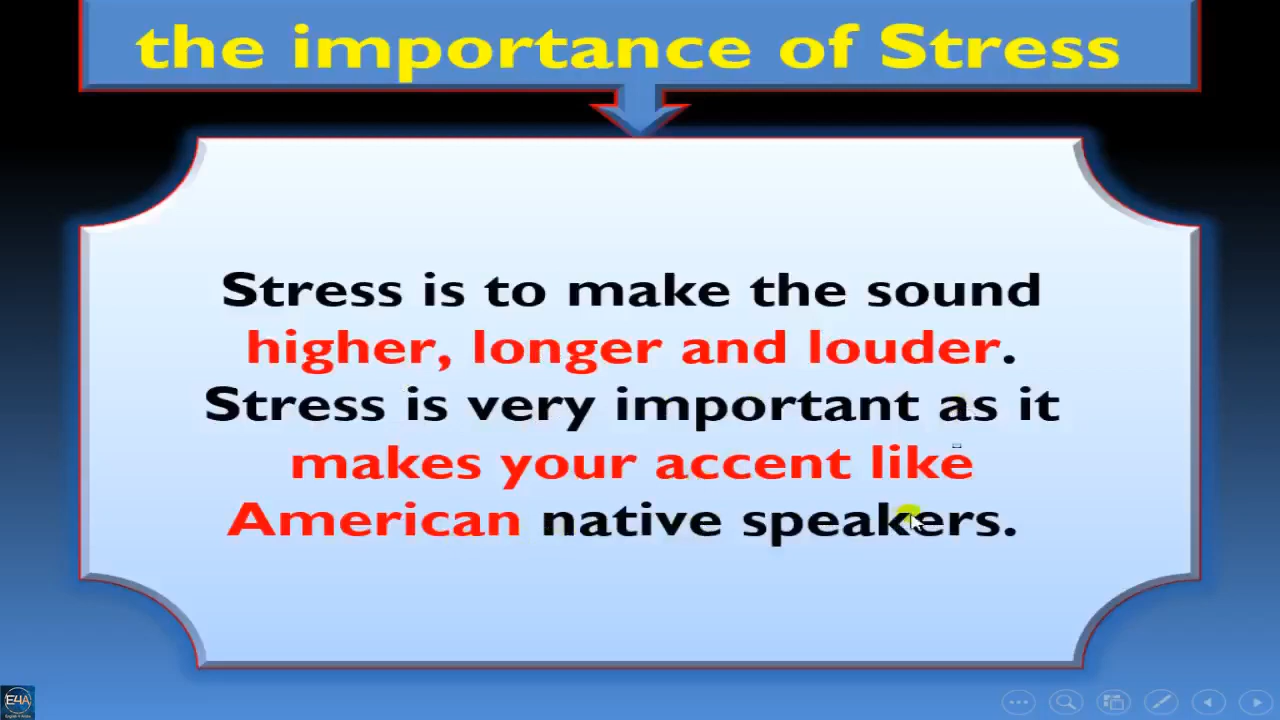 the importance of Stress
Stress is to make the sound
higher, longer and louder.
Stress is very important as it
makes your accent like
American native speakers.
E4A